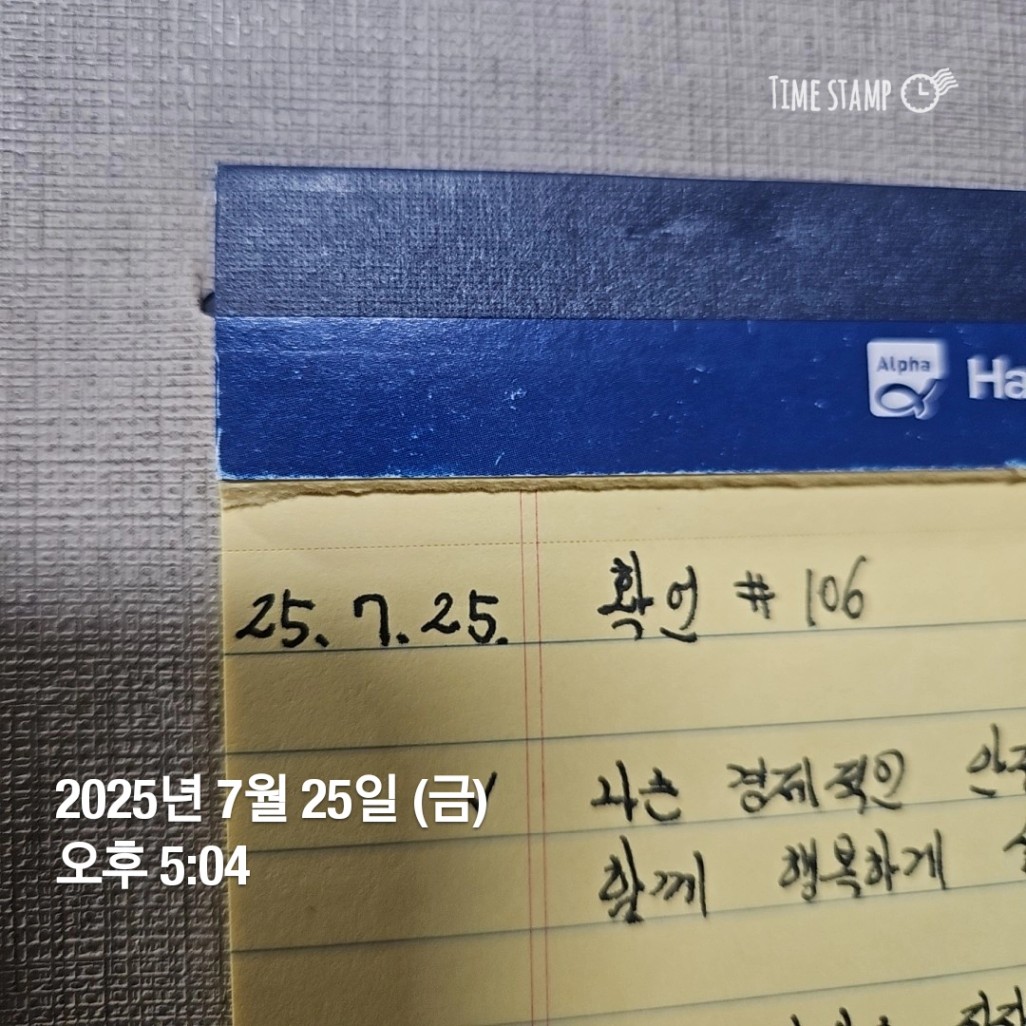 TIME STAMP
Alpha
25. 7. 25. 확언 # 106
나는 경제적인
함께 행복하게
2025년 7월 25일 (금)
오후 5:04